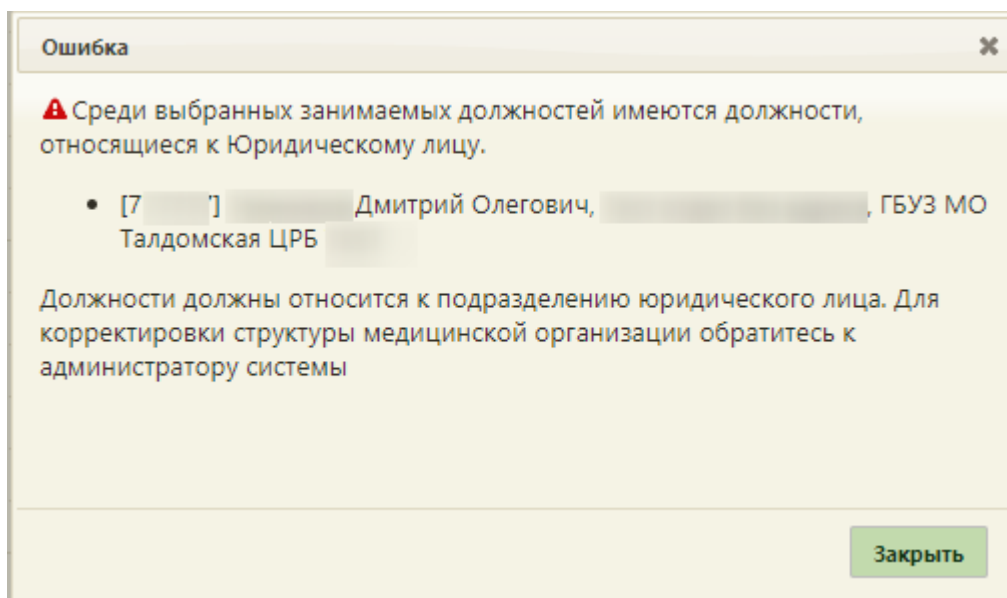 Ошибка
Среди выбранных занимаемых должностей имеются должности,
относящиеся к Юридическому лицу.
[7 ] Дмитрий Олегович, , ГБУЗ МО
Талдомская ЦРБ
Должности должны относится к подразделению юридического лица. Для
корректировки структуры медицинской организации обратитесь к
администратору системы
Закрыть